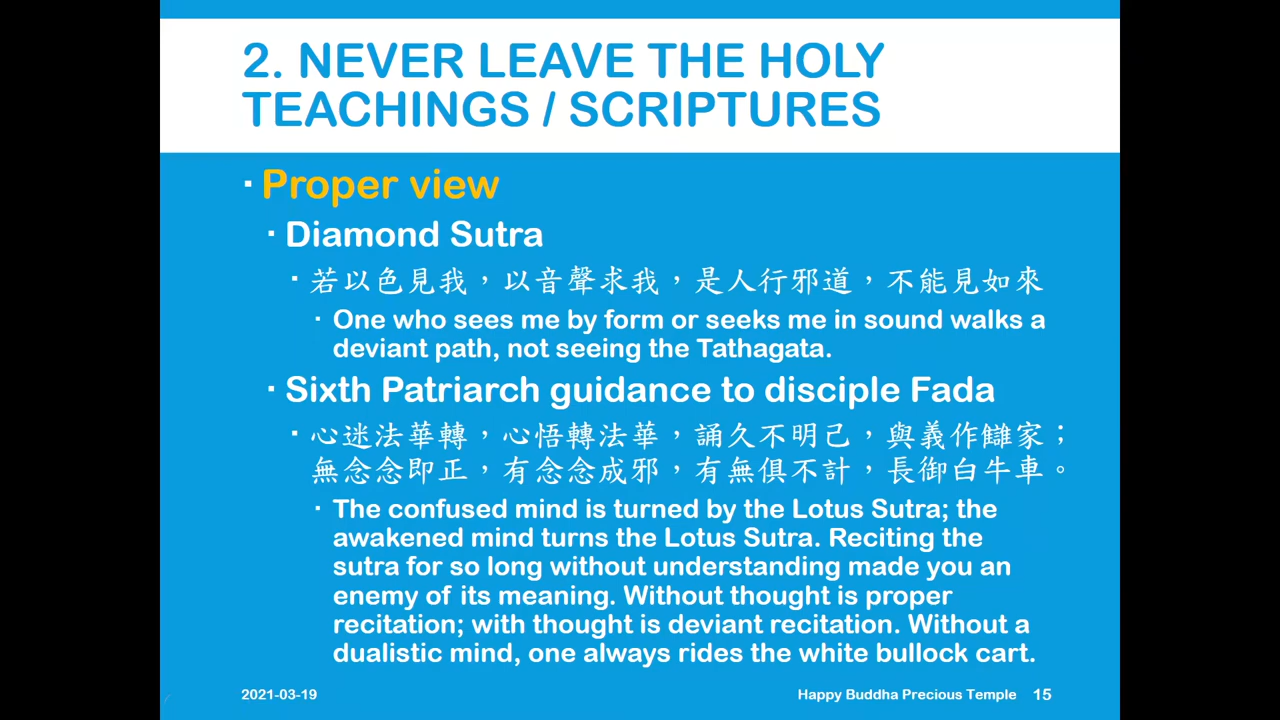 2. NEVER LEAVE THE HOLY
TEACHINGS / SCRIPTURES
▪ Proper view
▪ Diamond Sutra
▪ 若以色見我，以音聲求我，是人行邪道，不能見如來
▪ One who sees me by form or seeks me in sound walks a
deviant path, not seeing the Tathagata.
▪ Sixth Patriarch guidance to disciple Fada
▪ 心迷法華轉，心悟轉法華，誦久不明己，與義作讎家；
無念念即正，有念念成邪，有無俱不計，長御白牛車。
▪ The confused mind is turned by the Lotus Sutra; the
awakened mind turns the Lotus Sutra. Reciting the
sutra for so long without understanding made you an
enemy of its meaning. Without thought is proper
recitation; with thought is deviant recitation. Without a
dualistic mind, one always rides the white bullock cart.
2021-03-19 Happy Buddha Precious Temple 15